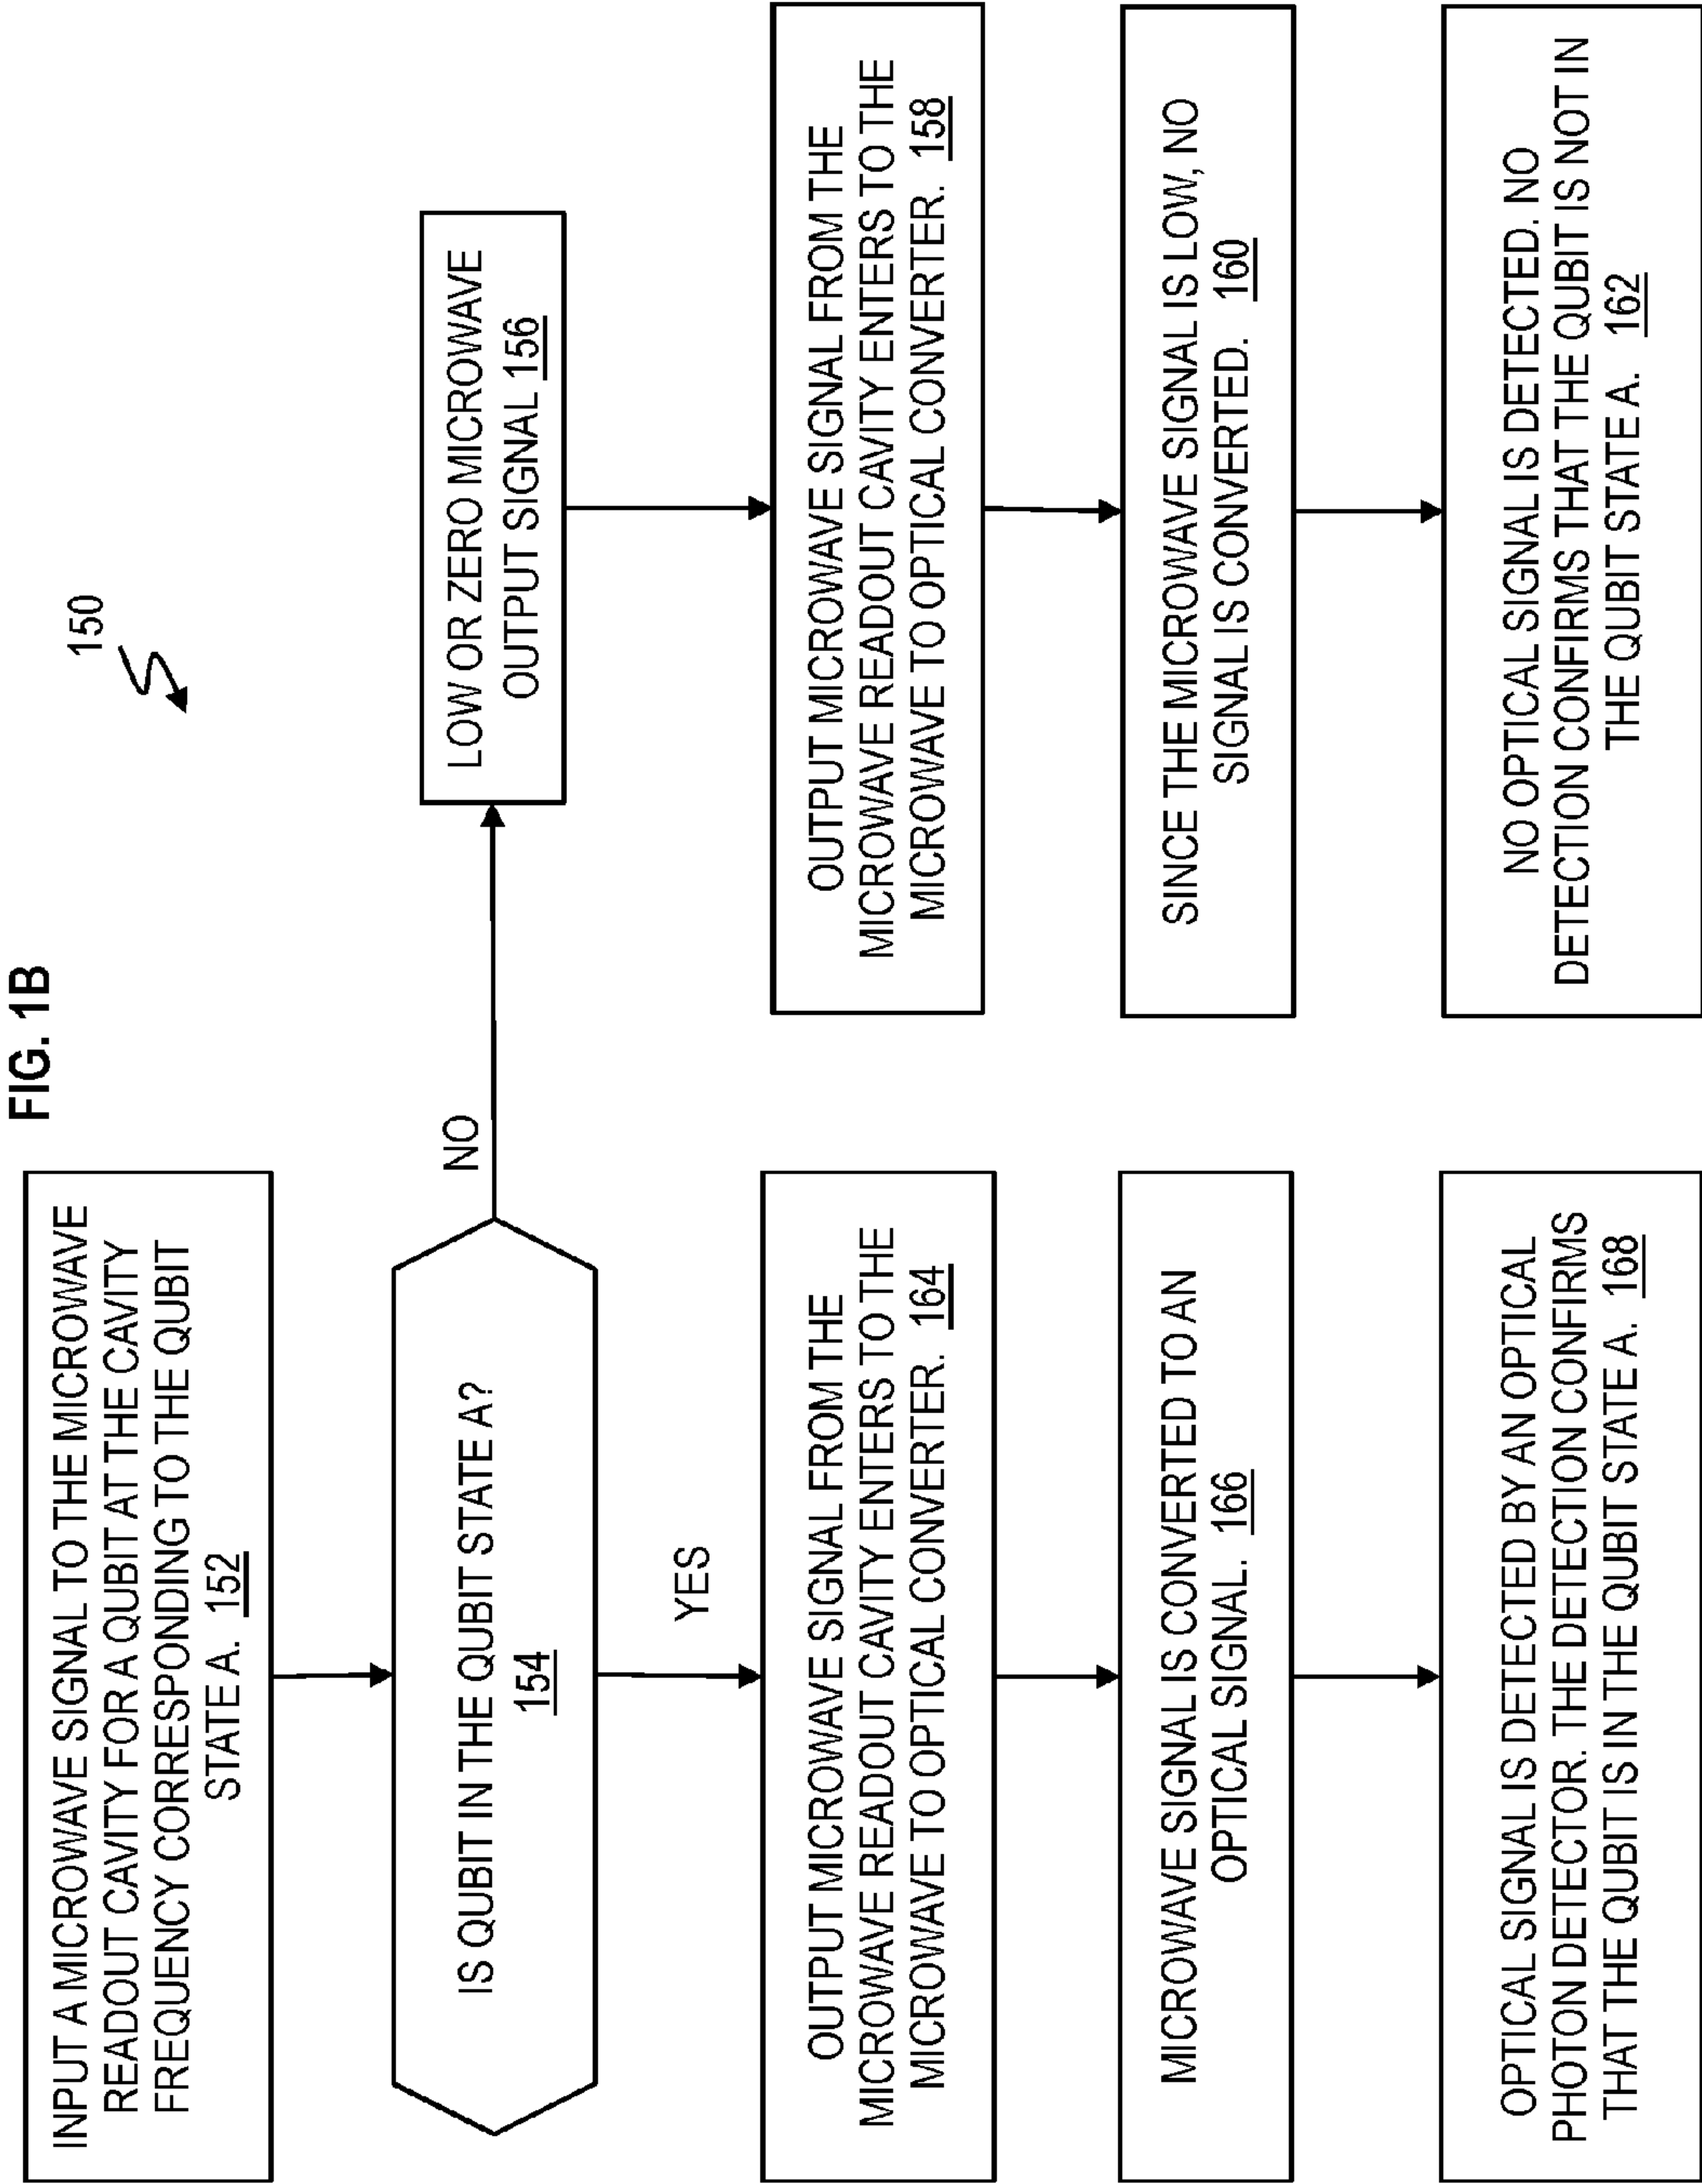 FIG. 1B
150
INPUT A MICROWAVE SIGNAL TO THE MICROWAVE
READOUT CAVITY FOR A QUBIT AT THE CAVITY
FREQUENCY CORRESPONDING TO THE QUBIT
STATE A. 152
IS QUBIT IN THE QUBIT STATE A?
154
NO
LOW OR ZERO MICROWAVE
OUTPUT SIGNAL 156
OUTPUT MICROWAVE SIGNAL FROM THE
MICROWAVE READOUT CAVITY ENTERS TO THE
MICROWAVE TO OPTICAL CONVERTER. 158
SINCE THE MICROWAVE SIGNAL IS LOW, NO
SIGNAL IS CONVERTED. 160
NO OPTICAL SIGNAL IS DETECTED. NO
DETECTION CONFIRMS THAT THE QUBIT IS NOT IN
THE QUBIT STATE A. 162
YES
OUTPUT MICROWAVE SIGNAL FROM THE
MICROWAVE READOUT CAVITY ENTERS TO THE
MICROWAVE TO OPTICAL CONVERTER. 164
MICROWAVE SIGNAL IS CONVERTED TO AN
OPTICAL SIGNAL. 166
OPTICAL SIGNAL IS DETECTED BY AN OPTICAL
PHOTON DETECTOR. THE DETECTION CONFIRMS
THAT THE QUBIT IS IN THE QUBIT STATE A. 168